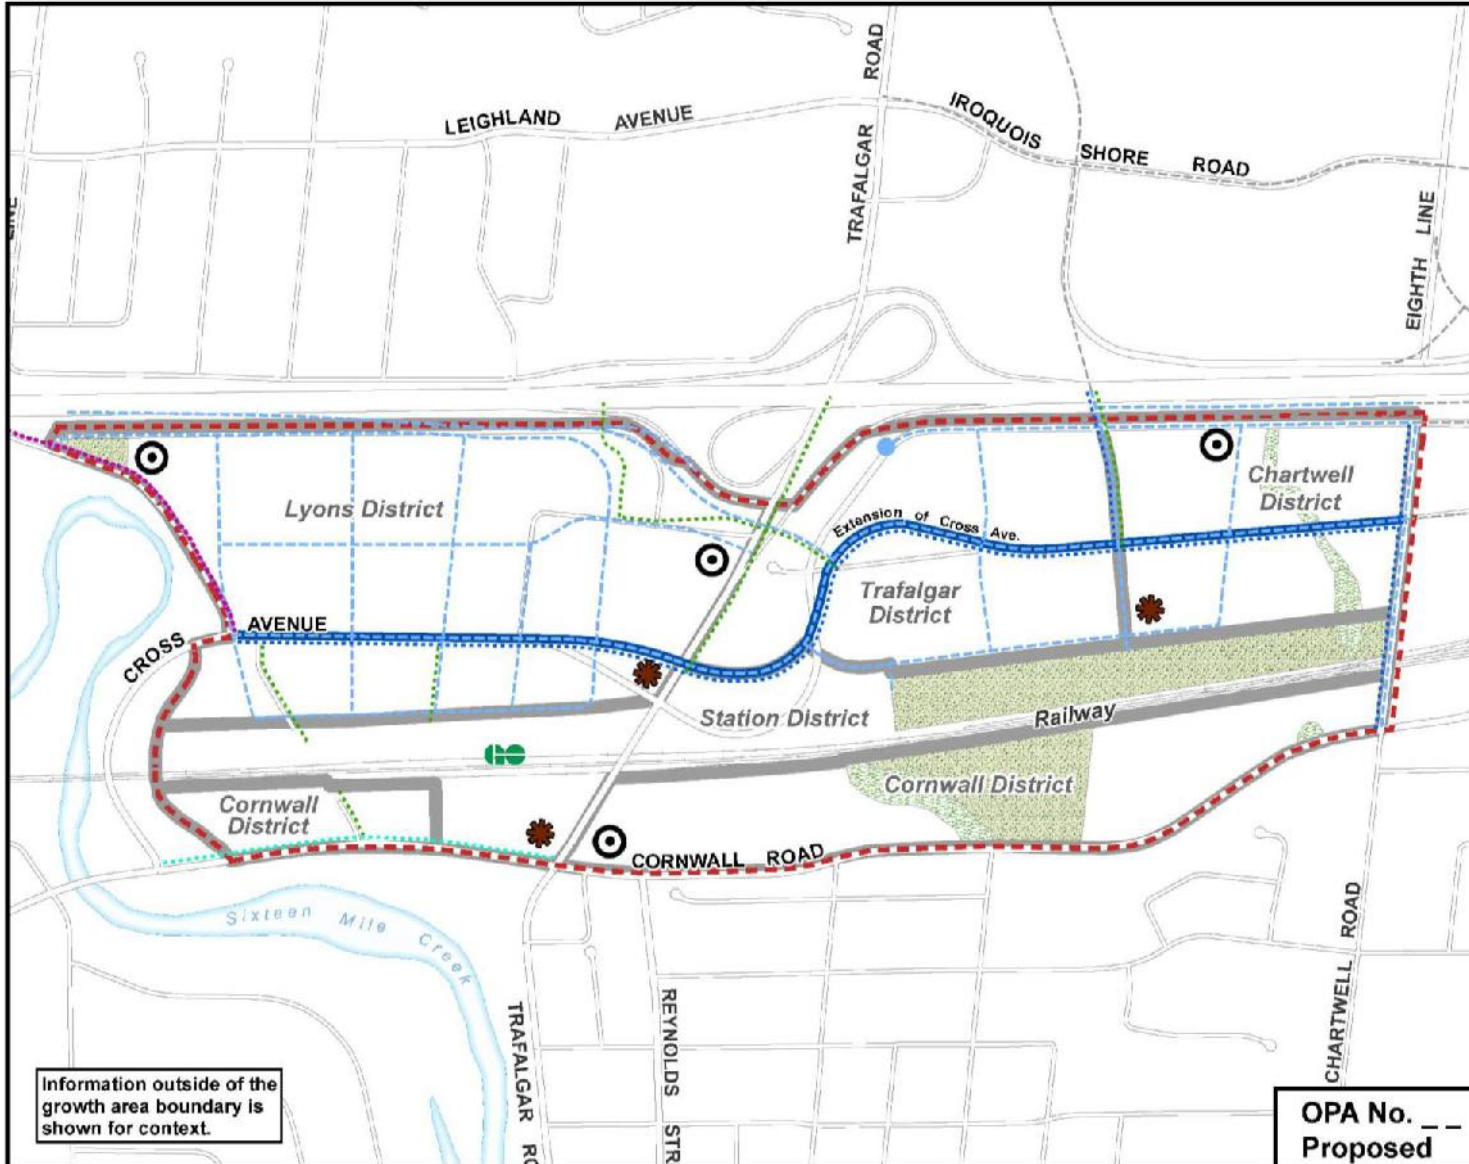 ROAD
LEIGHLAND AVENUE
IROQUOIS SHORE ROAD
TRAFALGAR
LINE
EIGHTH LINE
Lyons District
Chartwell
District
Extension of Cross Ave.
Trafalgar
District
CROSS AVENUE
Station District
Railway
GO
Cornwall District
Cornwall
District
CORNWALL ROAD
Sixteen Mile Creek
CHARTWELL ROAD
TRAFALGAR RO
REYNOLDS STR
Information outside of the
growth area boundary is
shown for context.
OPA No. _ _
Proposed